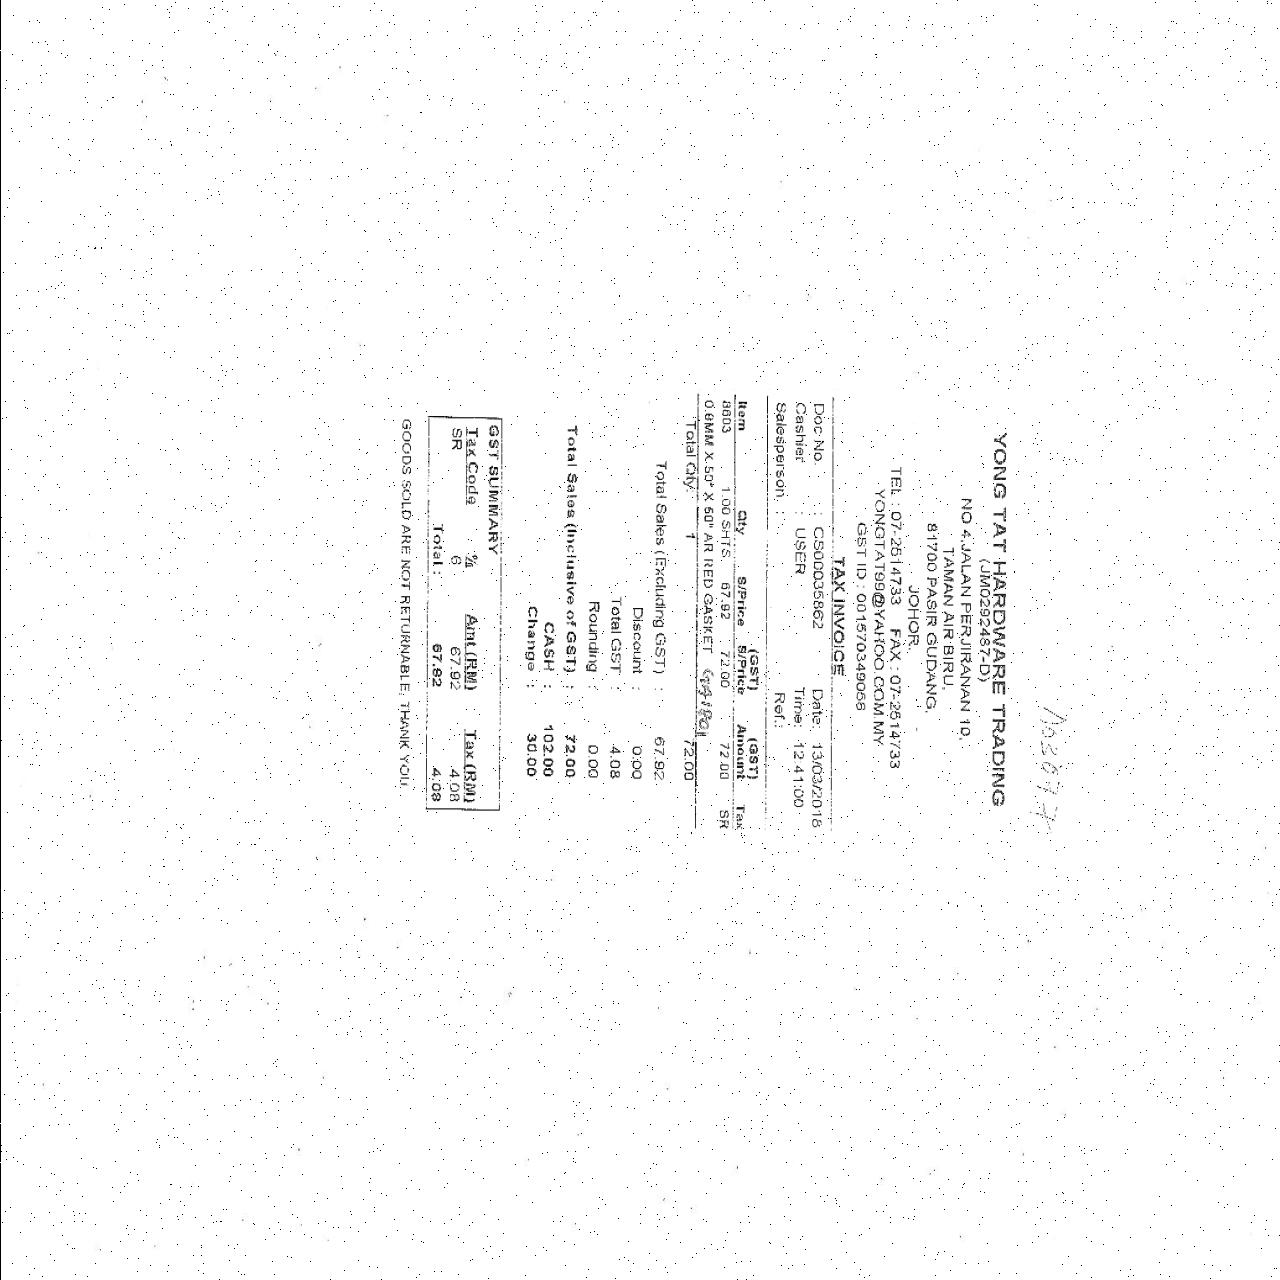 YONG TAT HARDWARE TRADING
(JM0292487-D)
NO 4,JALAN PERJIRANAN 10,
TAMAN AIR BIRU,
81700 PASIR GUDANG,
JOHOR.
TEL : 07-2514733 FAX : 07-2514733
YONGTAT99@YAHOO.COM.MY
GST ID : 001570349056
TAX INVOICE
Doc No. : CS00035862 Date: 13/03/2018
Cashier : USER Time: 12:41:00
Salesperson : Ref.:
(GST) (GST)
Item Qty S/Price S/Price Amount Tax
8603 1.00 SHTS 67.92 72.00 72.00 SR
0.8MM X 50" X 60" AR RED GASKET
Total Qty: 1 72.00
Total Sales (Excluding GST) : 67.92
Discount : 0.00
Total GST : 4.08
Rounding : 0.00
Total Sales (Inclusive of GST) : 72.00
CASH : 102.00
Change : 30.00
GST SUMMARY
Tax Code % Amt (RM) Tax (RM)
SR 6 67.92 4.08
Total : 67.92 4.08
GOODS SOLD ARE NOT RETURNABLE, THANK YOU.